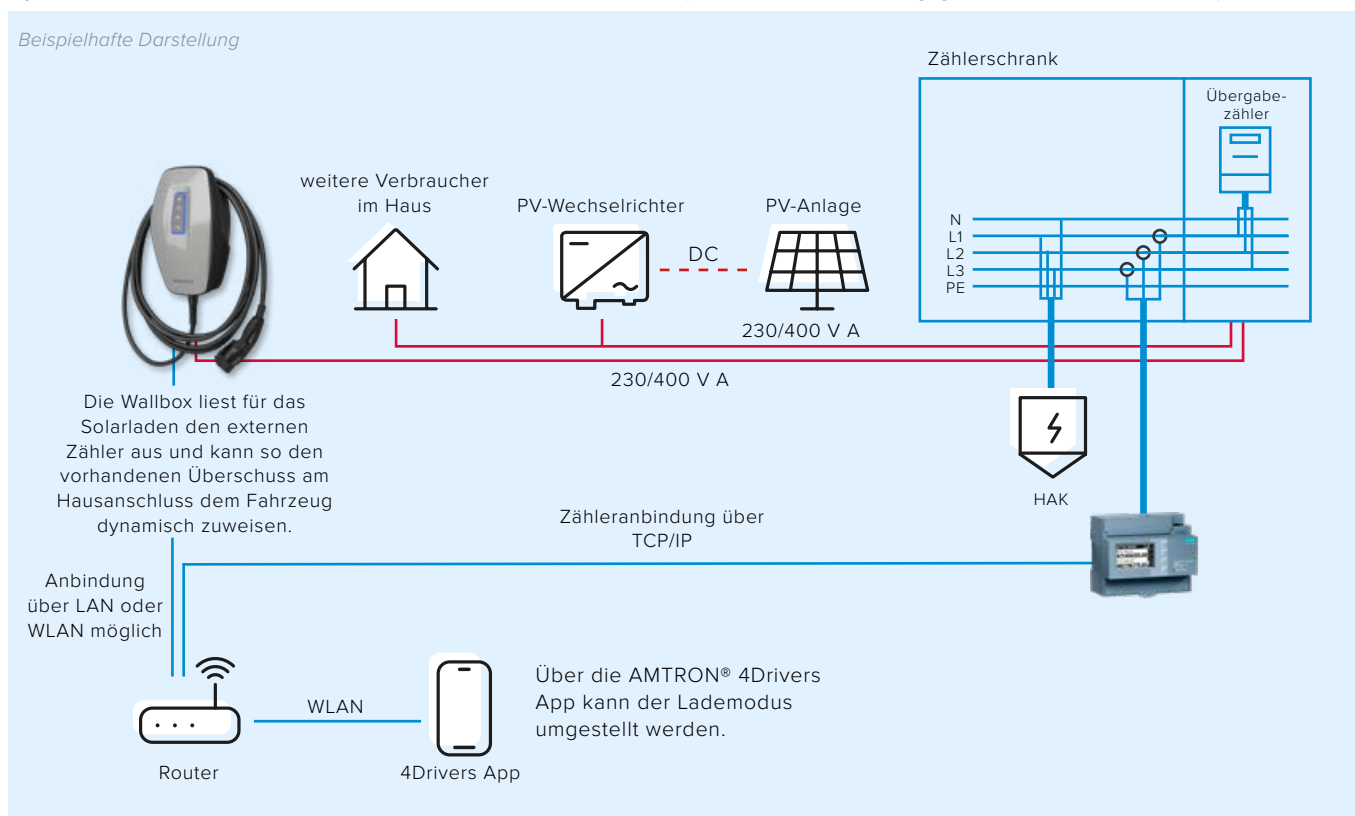 Beispielhafte Darstellung
Zählerschrank
Übergabe-
zähler
weitere Verbraucher
im Haus
PV-Wechselrichter
PV-Anlage
DC
N
L1
L2
L3
PE
230/400 V A
230/400 V A
Die Wallbox liest für das
Solarladen den externen
Zähler aus und kann so den
vorhandenen Überschuss am
Hausanschluss dem Fahrzeug
dynamisch zuweisen.
HAK
Zähleranbindung über
TCP/IP
Anbindung
über LAN oder
WLAN möglich
WLAN
Über die AMTRON® 4Drivers
App kann der Lademodus
umgestellt werden.
Router
4Drivers App